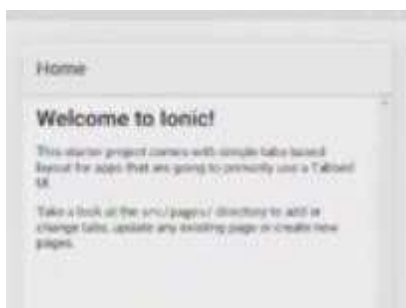 Home
Welcome to Ionic!
This starter project comes with simple tabs-based
layout for apps that are going to primarily use a Tabbed
UI.
Take a look at the src/pages/ directory to add or
change tabs, update any existing page or create new
pages.